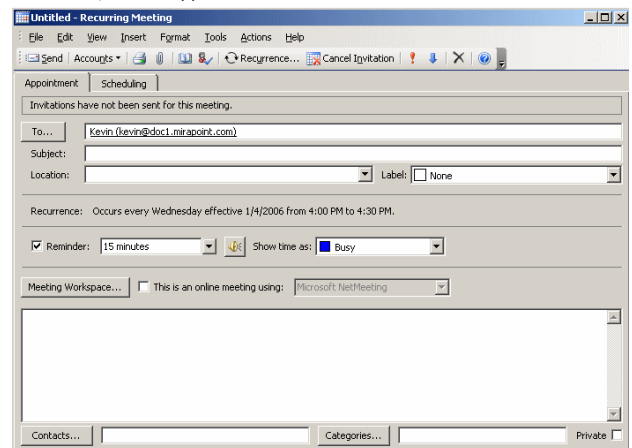 Untitled - Recurring Meeting
File Edit View Insert Format Tools Actions Help
Send Accounts Recurrence... Cancel Invitation
Appointment Scheduling
Invitations have not been sent for this meeting.
To... Kevin (kevin@doc1.mirapoint.com)
Subject:
Location: Label: None
Recurrence: Occurs every Wednesday effective 1/4/2006 from 4:00 PM to 4:30 PM.
Reminder: 15 minutes Show time as: Busy
Meeting Workspace... This is an online meeting using: Microsoft NetMeeting
Contacts... Categories... Private